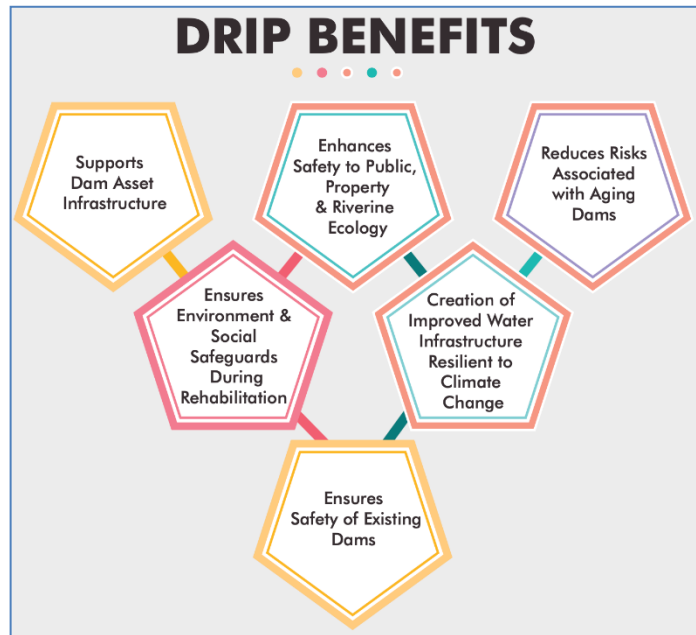 DRIP BENEFITS
Supports
Dam Asset
Infrastructure
Enhances
Safety to Public,
Property
& Riverine
Ecology
Reduces Risks
Associated
with Aging
Dams
Ensures
Environment &
Social
Safeguards
During
Rehabilitation
Creation of
Improved Water
Infrastructure
Resilient to
Climate
Change
Ensures
Safety of Existing
Dams